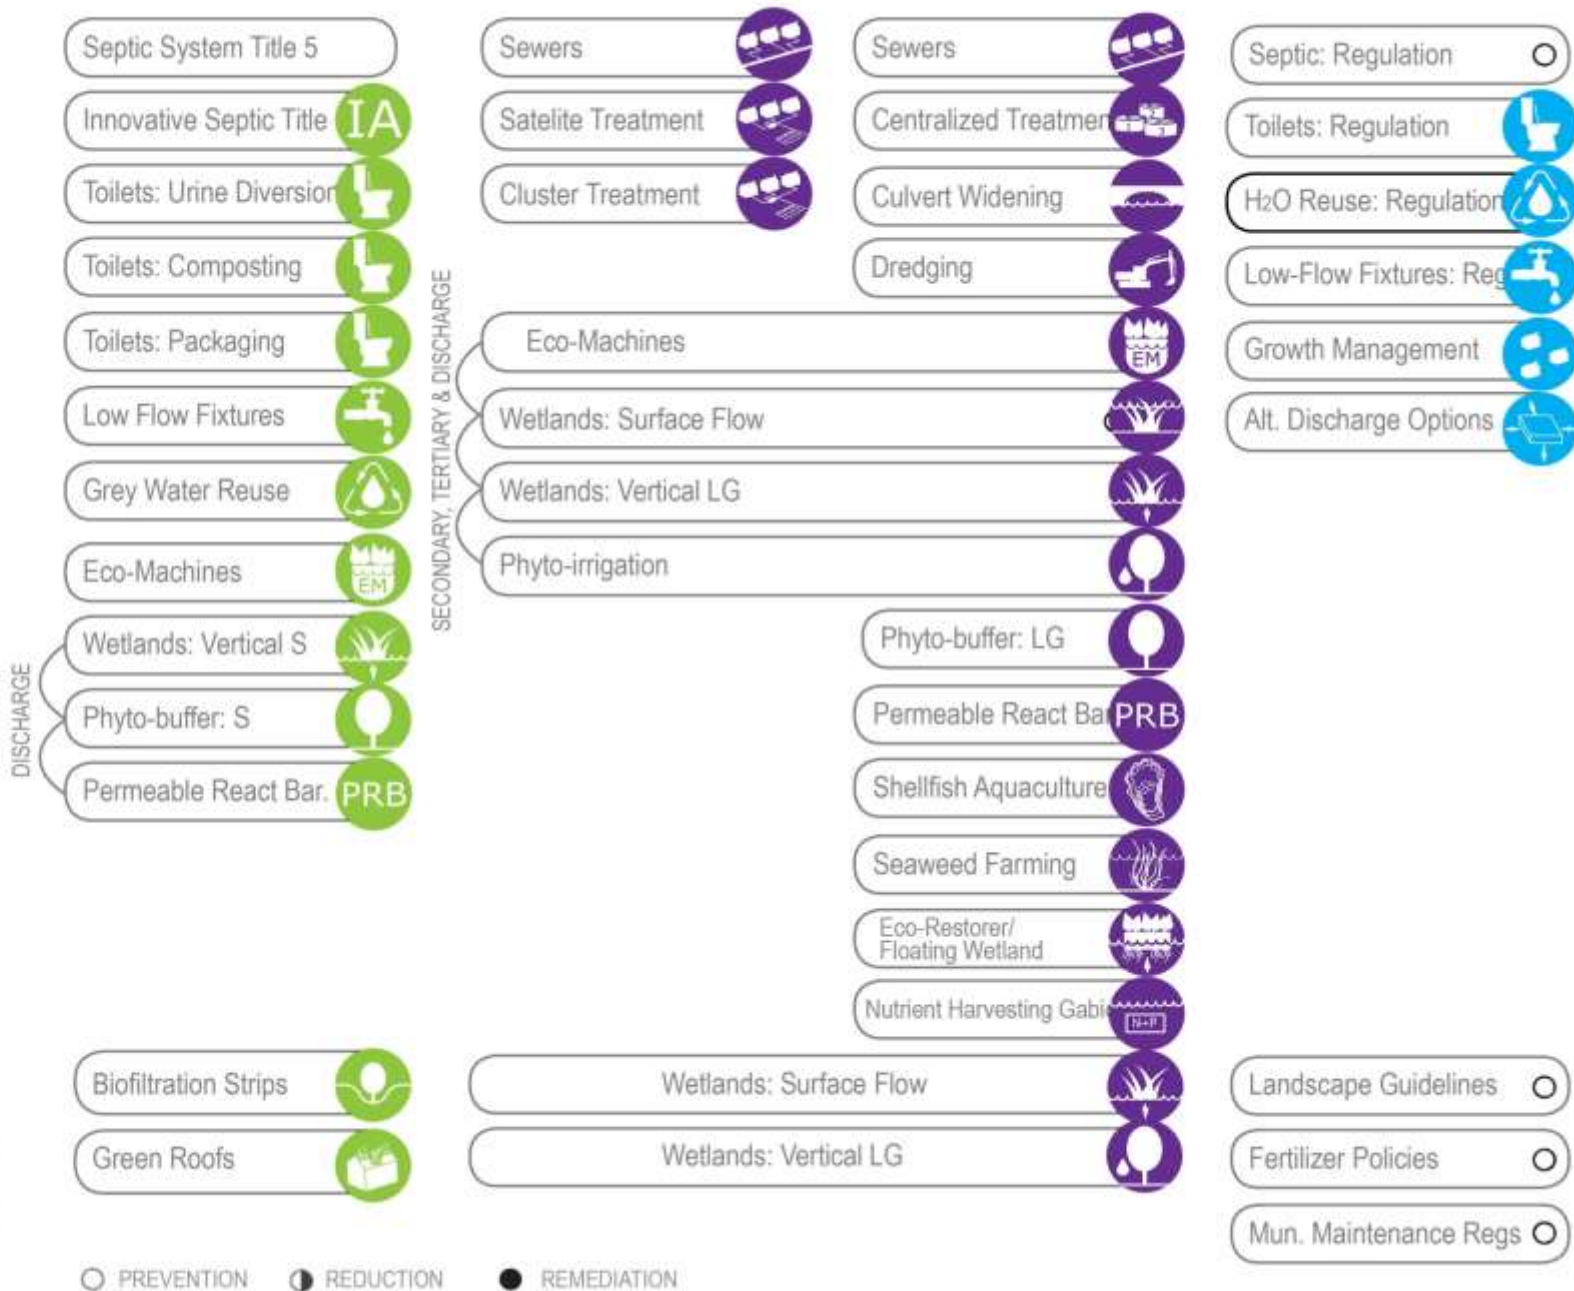 Septic System Title 5
Innovative Septic Title
IA
Toilets: Urine Diversion
Toilets: Composting
Toilets: Packaging
Low Flow Fixtures
Grey Water Reuse
Eco-Machines
EM
DISCHARGE
Wetlands: Vertical S
Phyto-buffer: S
Permeable React Bar.
PRB
Biofiltration Strips
Green Roofs
Sewers
Satelite Treatment
Cluster Treatment
SECONDARY, TERTIARY & DISCHARGE
Eco-Machines
EM
Wetlands: Surface Flow
Wetlands: Vertical LG
Phyto-irrigation
Sewers
Centralized Treatmen
Culvert Widening
Dredging
Phyto-buffer: LG
Permeable React Ba
PRB
Shellfish Aquaculture
Seaweed Farming
Eco-Restorer/
Floating Wetland
Nutrient Harvesting Gabi
N+P
Wetlands: Surface Flow
Wetlands: Vertical LG
Septic: Regulation
Toilets: Regulation
H2O Reuse: Regulation
Low-Flow Fixtures: Reg
Growth Management
Alt. Discharge Options
Landscape Guidelines
Fertilizer Policies
Mun. Maintenance Regs
PREVENTION
REDUCTION
REMEDIATION